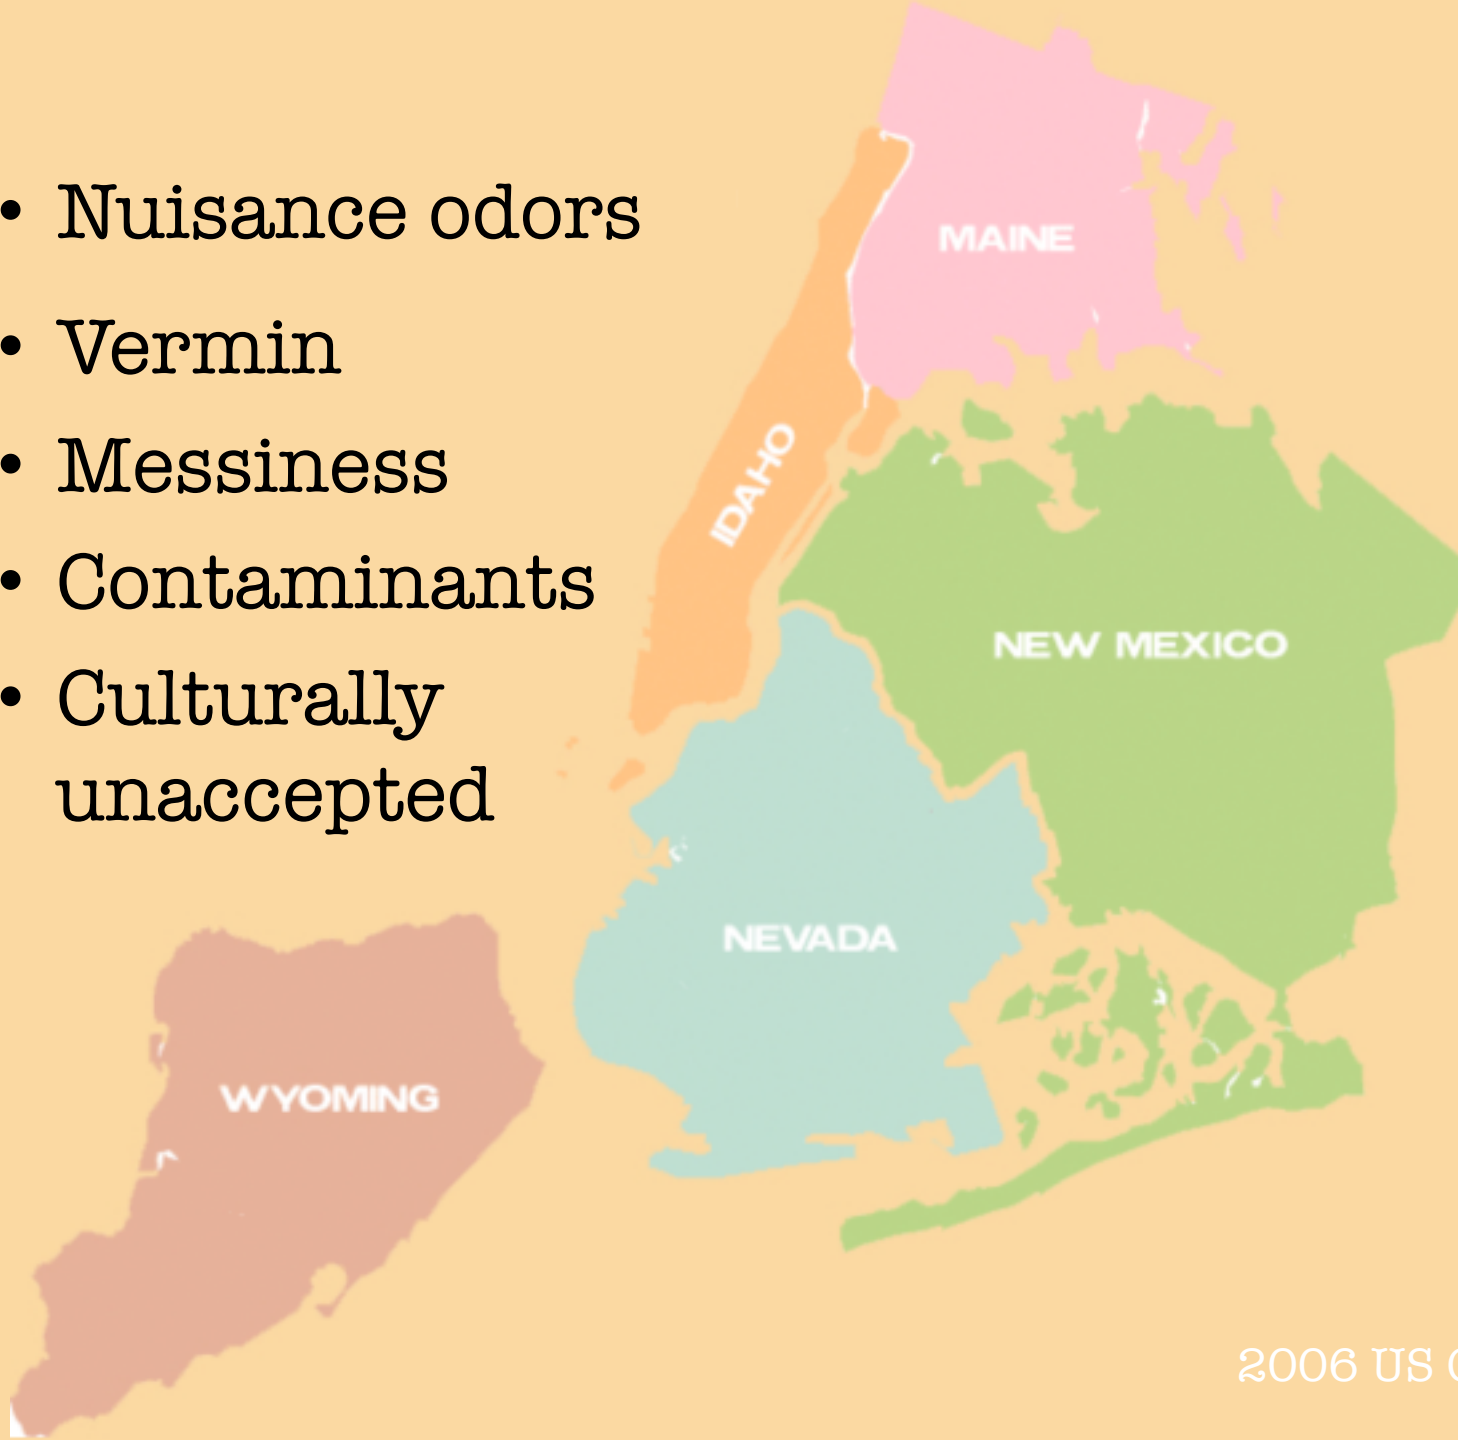 • Nuisance odors
• Vermin
• Messiness
• Contaminants
• Culturally
unaccepted
MAINE
IDAHO
NEW MEXICO
NEVADA
WYOMING
2006 US